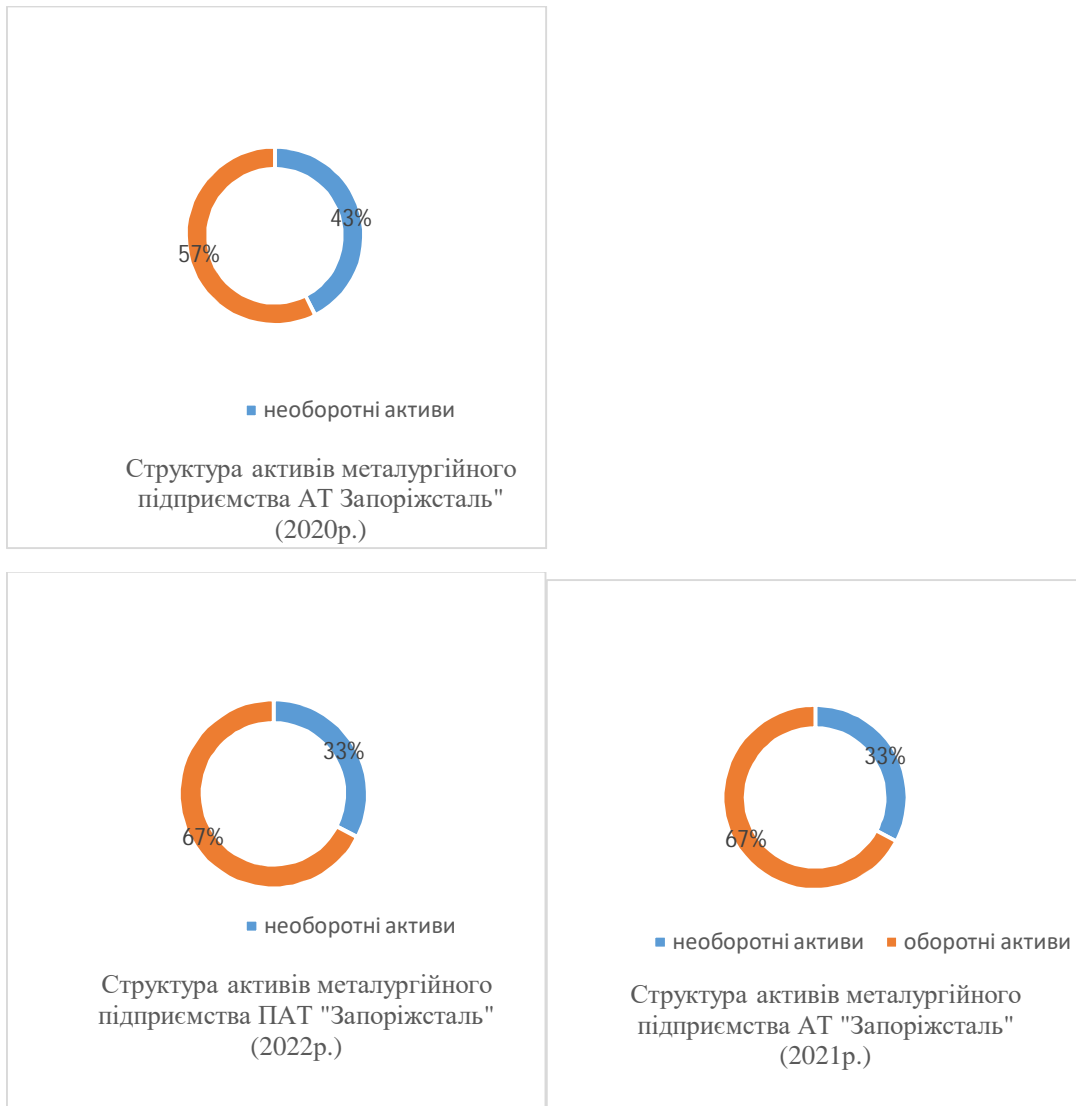 43%
57%
необоротні активи
Структура активів металургійного
підприємства АТ Запоріжсталь"
(2020р.)
33%
67%
необоротні активи
Структура активів металургійного
підприємства ПАТ "Запоріжсталь"
(2022р.)
33%
67%
необоротні активи оборотні активи
Структура активів металургійного
підприємства АТ "Запоріжсталь"
(2021р.)